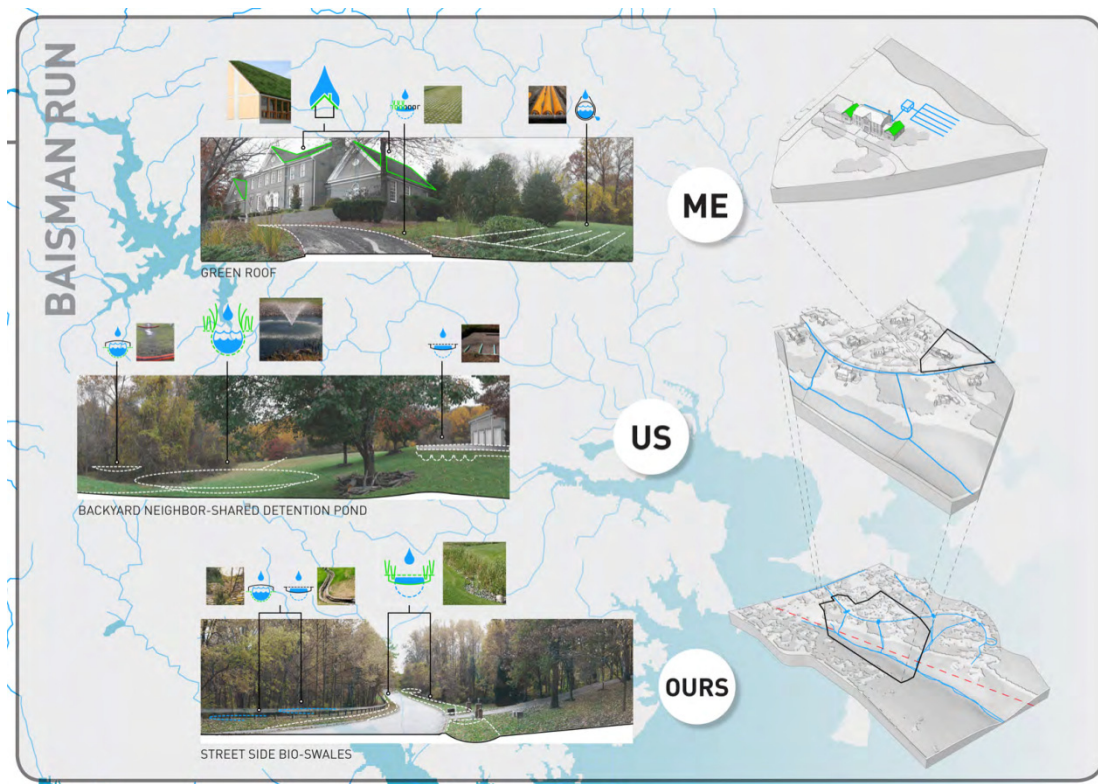 BAISMAN RUN
ME
GREEN ROOF
US
BACKYARD NEIGHBOR-SHARED DETENTION POND
OURS
STREET SIDE BIO-SWALES